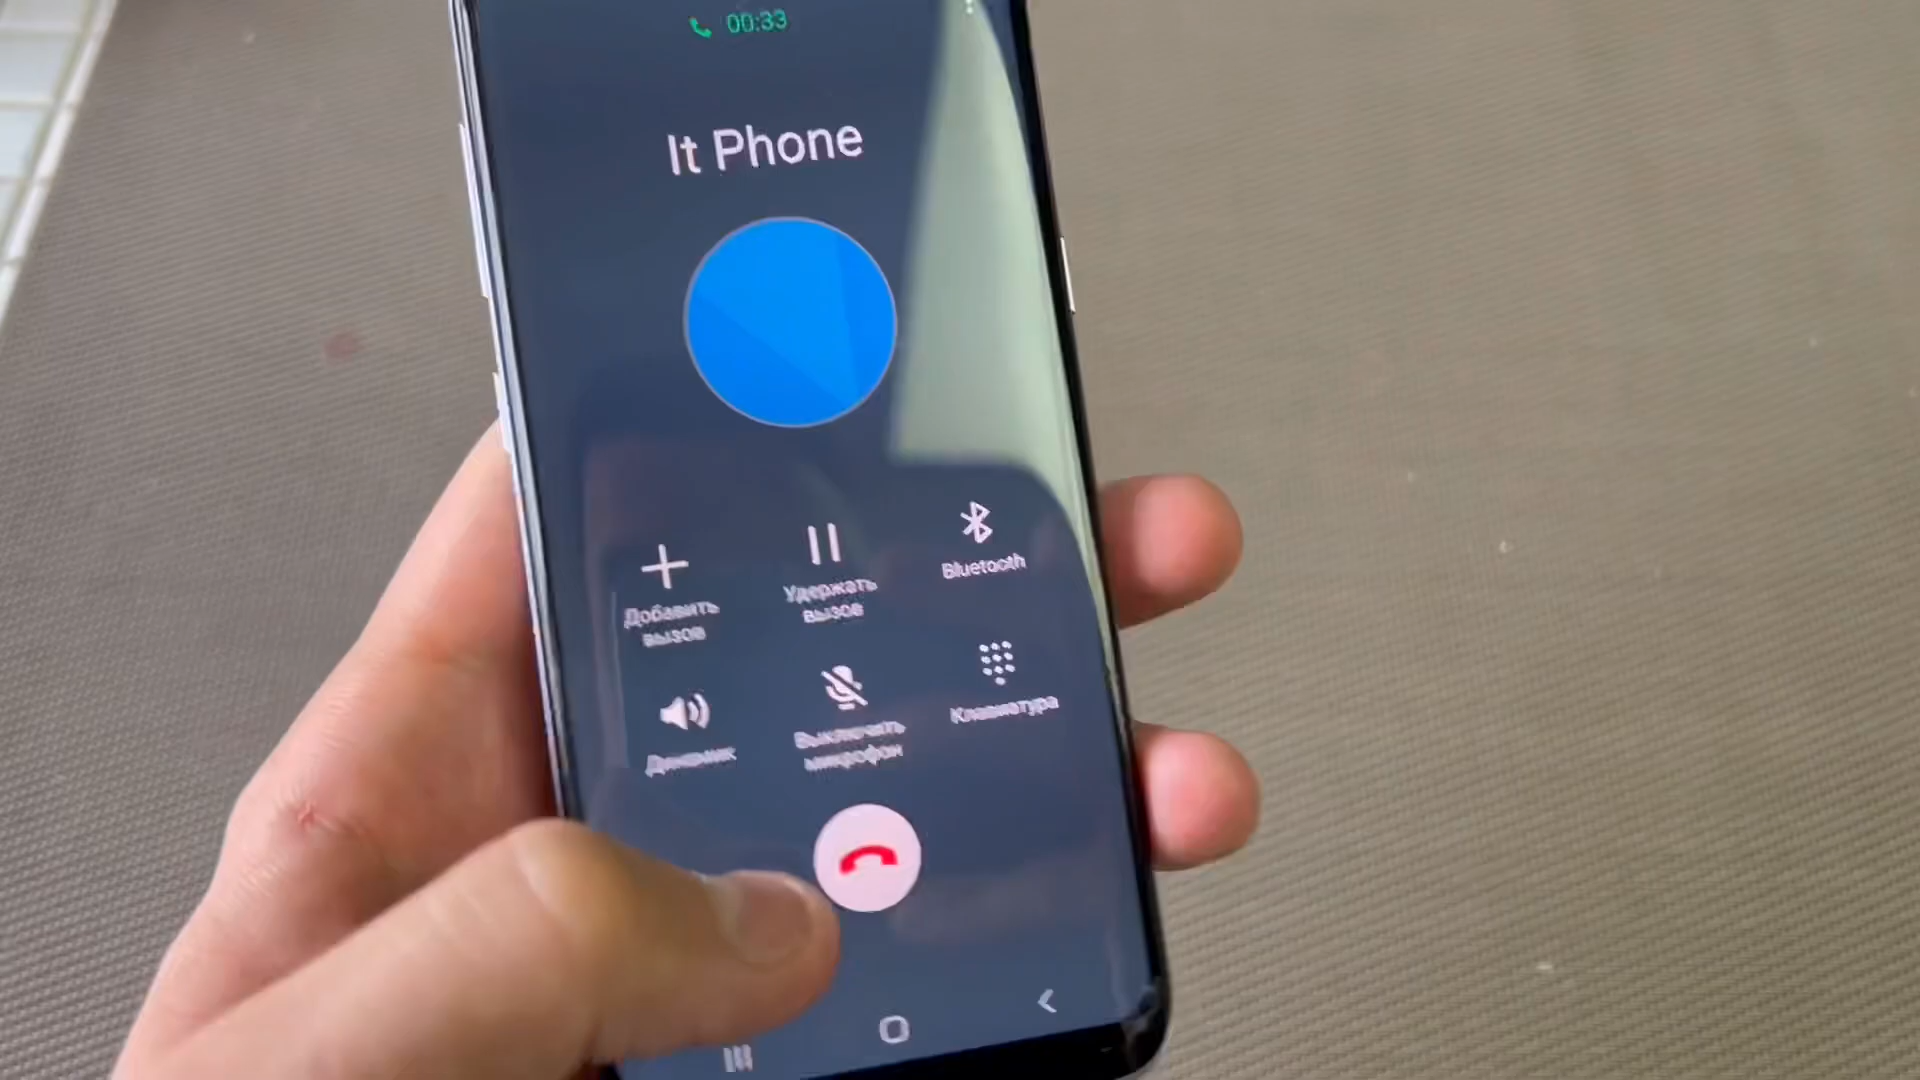 00:33
It Phone
Добавить
вызов
Удержать
вызов
Bluetooth
Динамик
Выключить
микрофон
Клавиатура